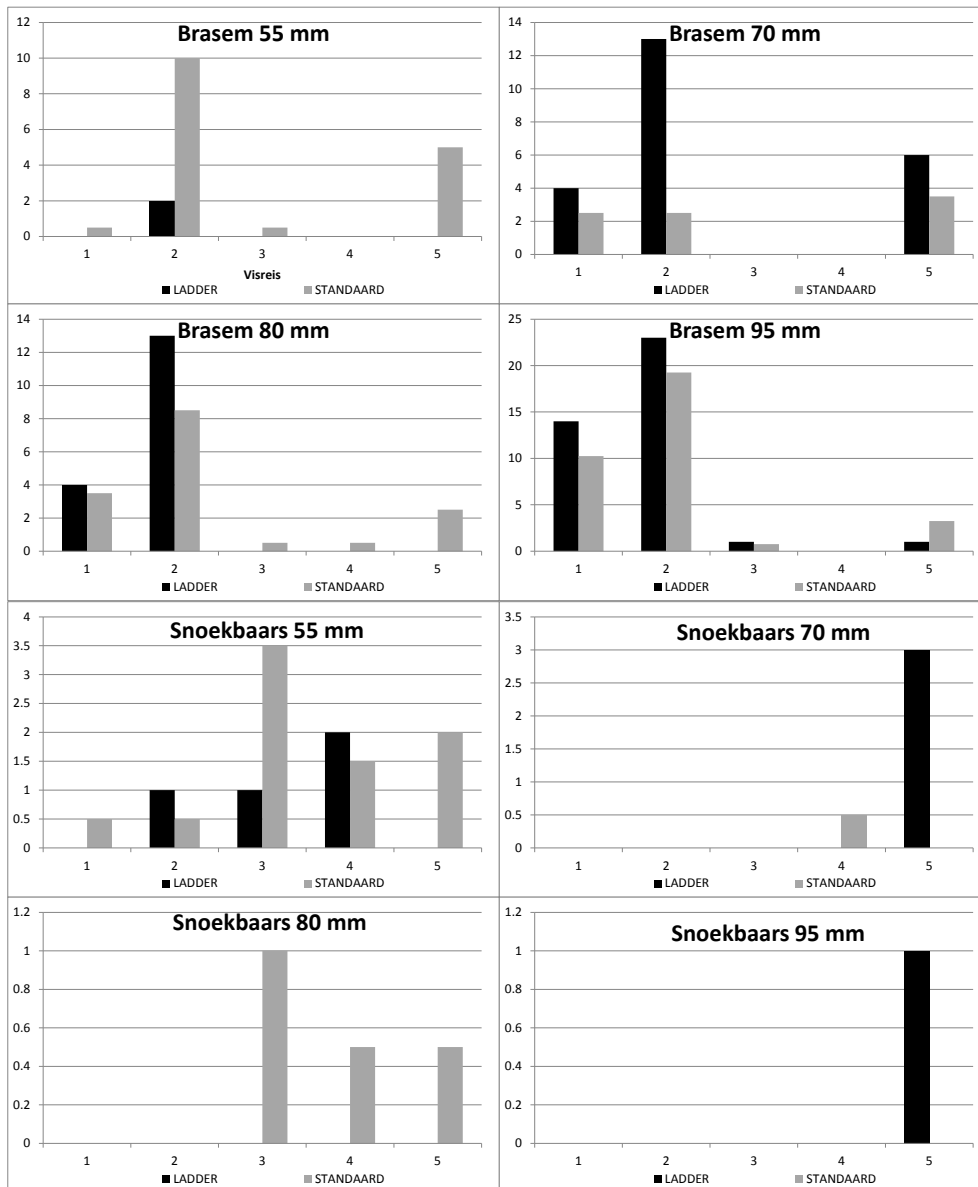 Brasem 55 mm
12
10
8
6
4
2
0
1 2 3 4 5
Visreis
LADDER STANDAARD
Brasem 70 mm
14
12
10
8
6
4
2
0
1 2 3 4 5
LADDER STANDAARD
Brasem 80 mm
14
12
10
8
6
4
2
0
1 2 3 4 5
LADDER STANDAARD
Brasem 95 mm
25
20
15
10
5
0
1 2 3 4 5
LADDER STANDAARD
Snoekbaars 55 mm
4
3.5
3
2.5
2
1.5
1
0.5
0
1 2 3 4 5
LADDER STANDAARD
Snoekbaars 70 mm
3.5
3
2.5
2
1.5
1
0.5
0
1 2 3 4 5
LADDER STANDAARD
Snoekbaars 80 mm
1.2
1
0.8
0.6
0.4
0.2
0
1 2 3 4 5
LADDER STANDAARD
Snoekbaars 95 mm
1.2
1
0.8
0.6
0.4
0.2
0
1 2 3 4 5
LADDER STANDAARD